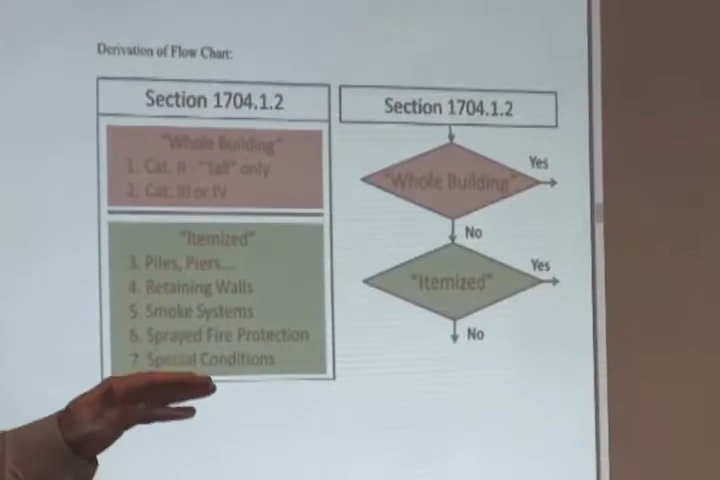 Derivation of Flow Chart:
Section 1704.1.2
"Whole Building"
1. Cat. II - "Tall" only
2. Cat. III or IV
"Itemized"
3. Piles, Piers...
4. Retaining Walls
5. Smoke Systems
6. Sprayed Fire Protection
7. Special Conditions
Section 1704.1.2
"Whole Building"
Yes
No
"Itemized"
Yes
No